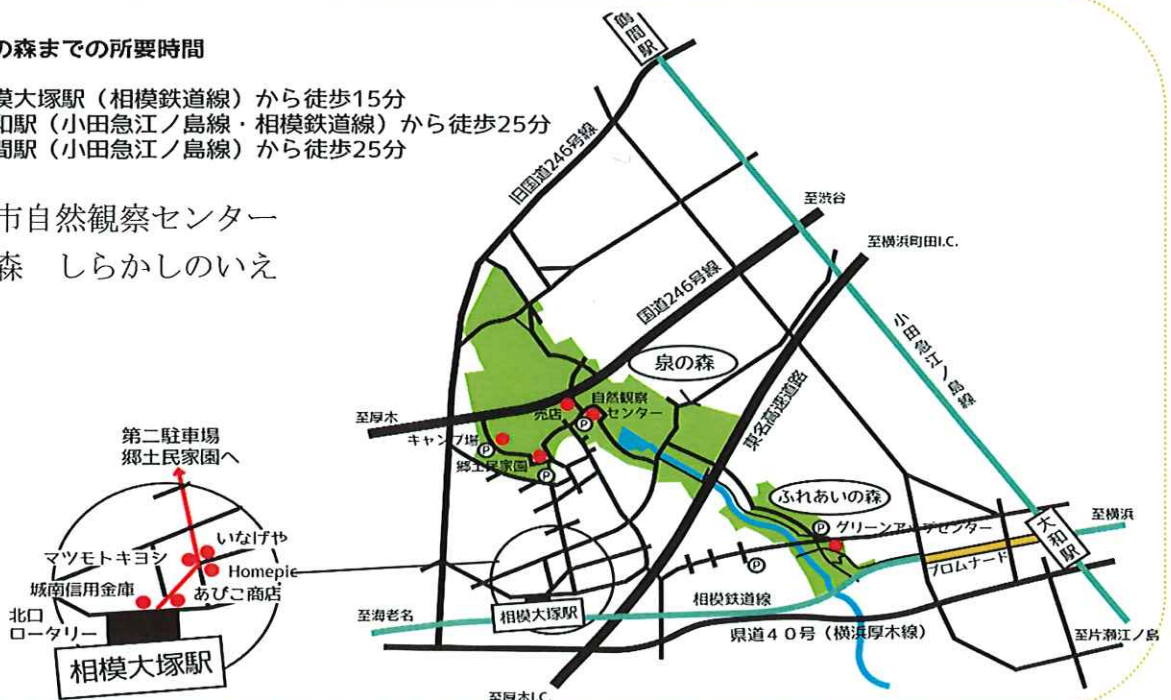 の森までの所要時間
模大塚駅（相模鉄道線）から徒歩15分
和駅（小田急江ノ島線・相模鉄道線）から徒歩25分
間駅（小田急江ノ島線）から徒歩25分
市自然観察センター
森　しらかしのいえ
鶴間駅
旧国道246号線
至渋谷
至横浜町田I.C.
国道246号線
小田急江ノ島線
泉の森
東名高速道路
至厚木
売店
自然観察
センター
P
キャンプ場
P
郷土民家園
P
ふれあいの森
P
グリーンアップセンター
P
至横浜
大和駅
プロムナード
相模鉄道線
至海老名
相模大塚駅
県道40号（横浜厚木線）
至片瀬江ノ島
至厚木I.C.
第二駐車場
郷土民家園へ
いなげや
マツモトキヨシ
Homepic
城南信用金庫
あびこ商店
北口
ロータリー
相模大塚駅